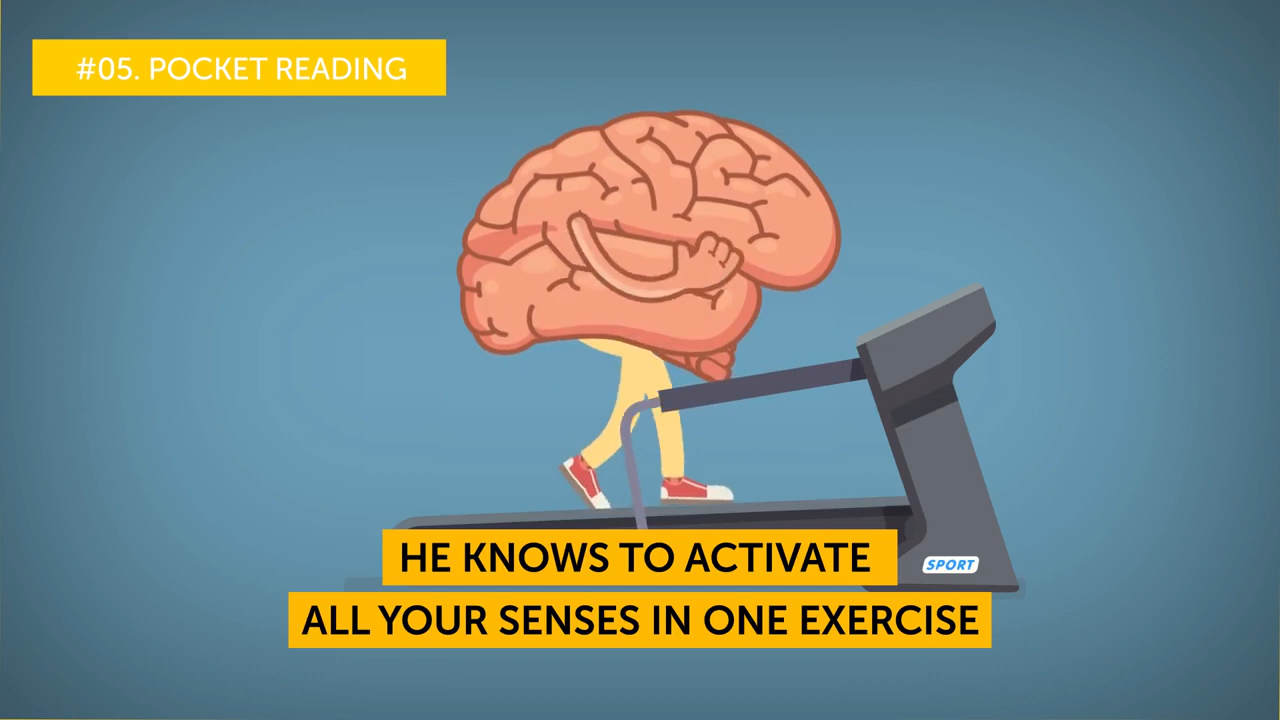 #05. POCKET READING
SPORT
HE KNOWS TO ACTIVATE
ALL YOUR SENSES IN ONE EXERCISE